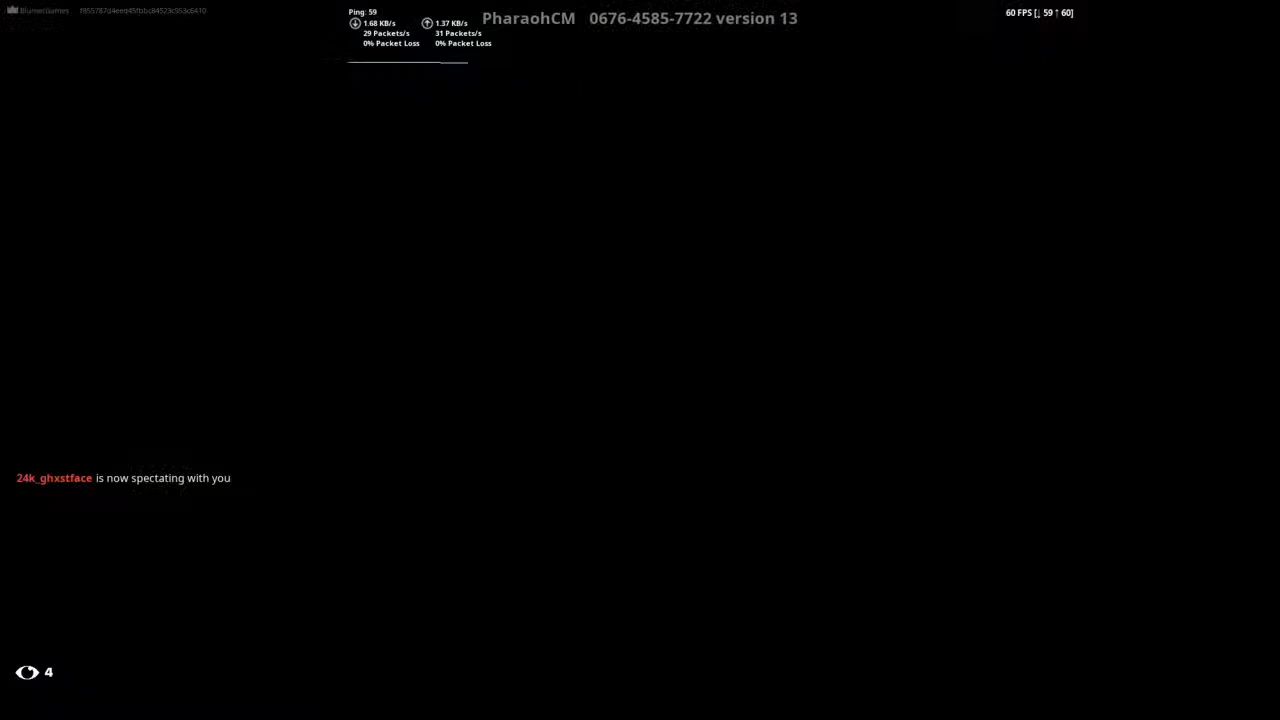 BlumenGames
Ping: 59
1.68 KB/s 1.37 KB/s
29 Packets/s 31 Packets/s
0% Packet Loss 0% Packet Loss
PharaohCM 0676-4585-7722 version 13
60 FPS [↓ 59 ↑ 60]
24k_ghxstface is now spectating with you
4